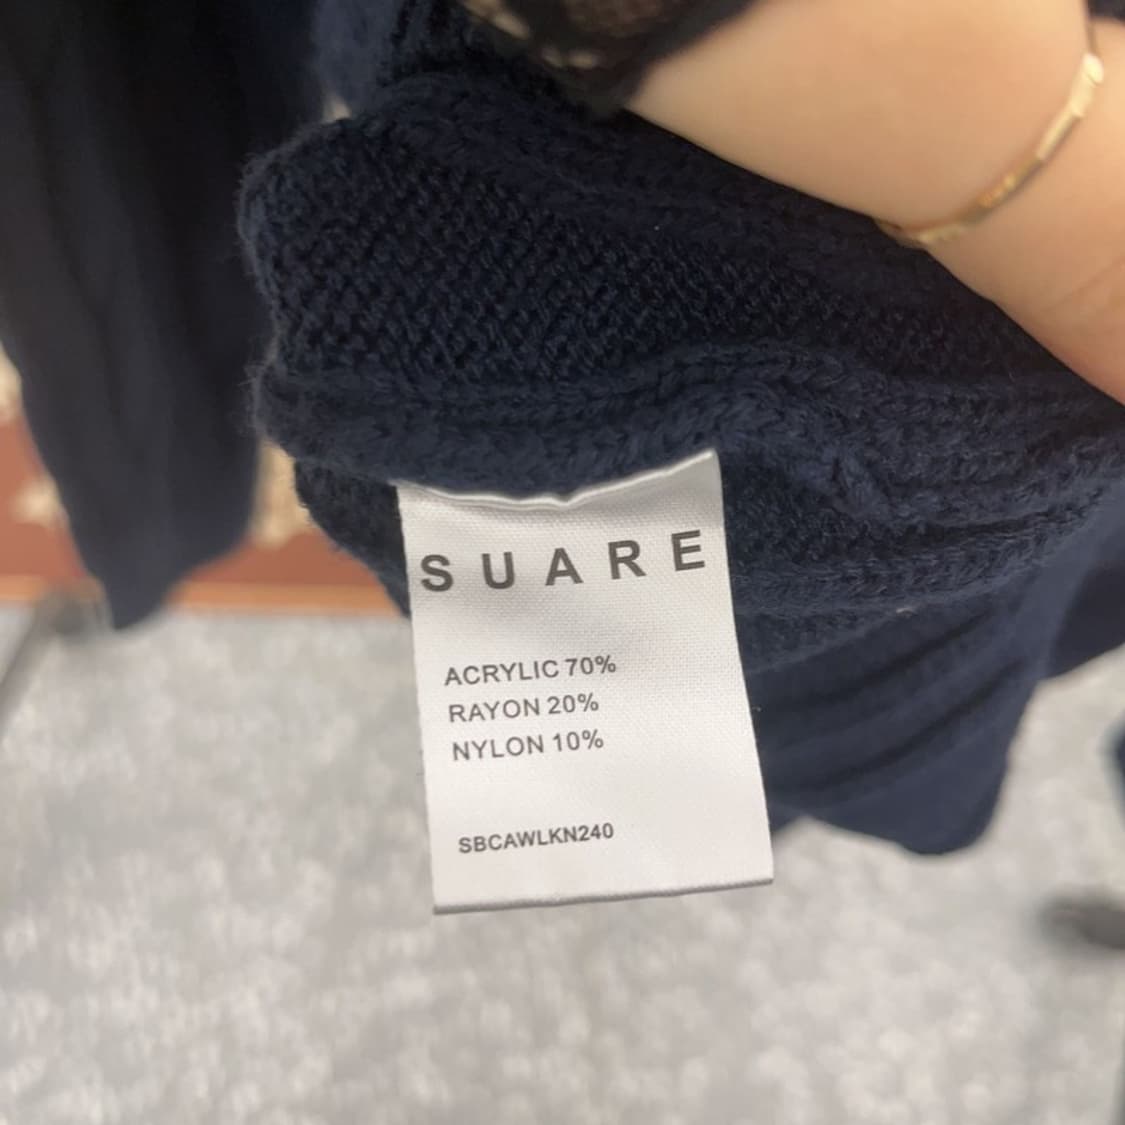 SUARE
ACRYLIC 70%
RAYON 20%
NYLON 10%
SBCAWLKN240